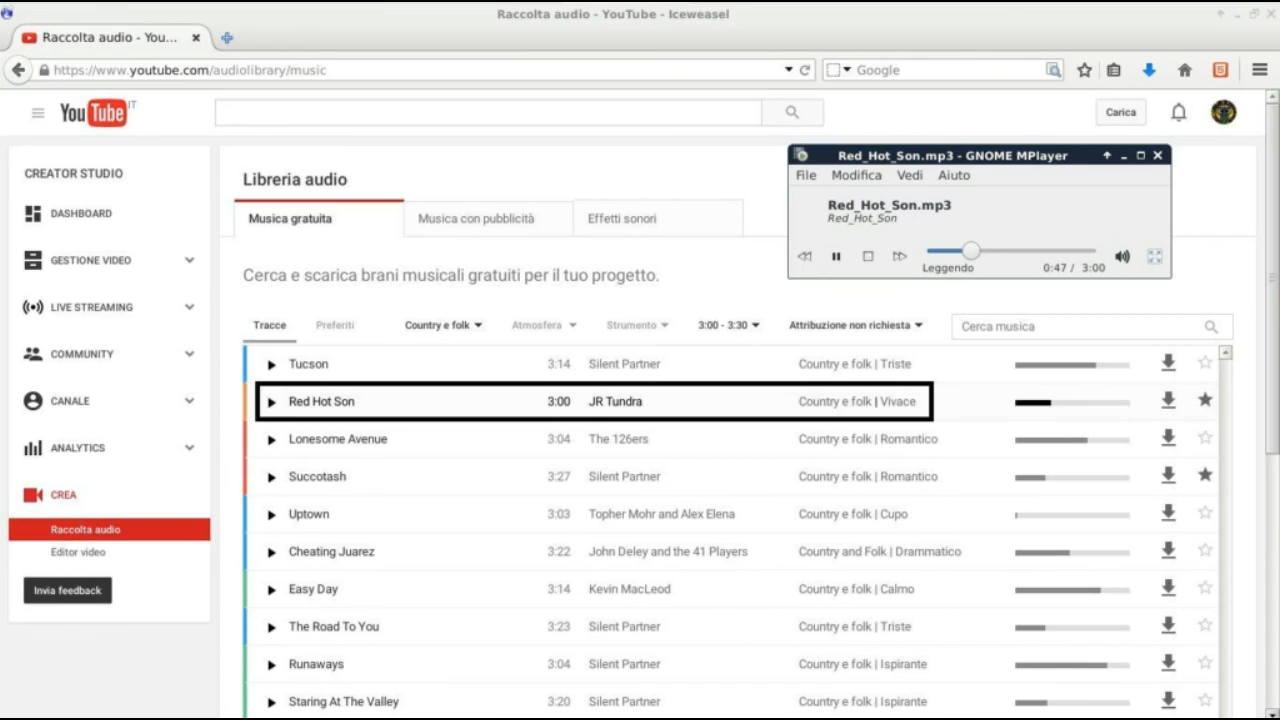 Raccolta audio - YouTube - Iceweasel
Raccolta audio - You...
https://www.youtube.com/audiolibrary/music
Google
YouTube IT
Carica
CREATOR STUDIO
DASHBOARD
GESTIONE VIDEO
LIVE STREAMING
COMMUNITY
CANALE
ANALYTICS
CREA
Raccolta audio
Editor video
Invia feedback
Libreria audio
Musica gratuita Musica con pubblicità Effetti sonori
Red_Hot_Son.mp3 - GNOME MPlayer
File Modifica Vedi Aiuto
Red_Hot_Son.mp3
Red_Hot_Son
Leggendo 0:47 / 3:00
Cerca e scarica brani musicali gratuiti per il tuo progetto.
Tracce Preferiti Country e folk Atmosfera Strumento 3:00 - 3:30 Attribuzione non richiesta Cerca musica
Tucson 3:14 Silent Partner Country e folk | Triste
Red Hot Son 3:00 JR Tundra Country e folk | Vivace
Lonesome Avenue 3:04 The 126ers Country e folk | Romantico
Succotash 3:27 Silent Partner Country e folk | Romantico
Uptown 3:03 Topher Mohr and Alex Elena Country e folk | Cupo
Cheating Juarez 3:22 John Deley and the 41 Players Country and Folk | Drammatico
Easy Day 3:14 Kevin MacLeod Country e folk | Calmo
The Road To You 3:23 Silent Partner Country e folk | Triste
Runaways 3:04 Silent Partner Country e folk | Ispirante
Staring At The Valley 3:20 Silent Partner Country e folk | Ispirante